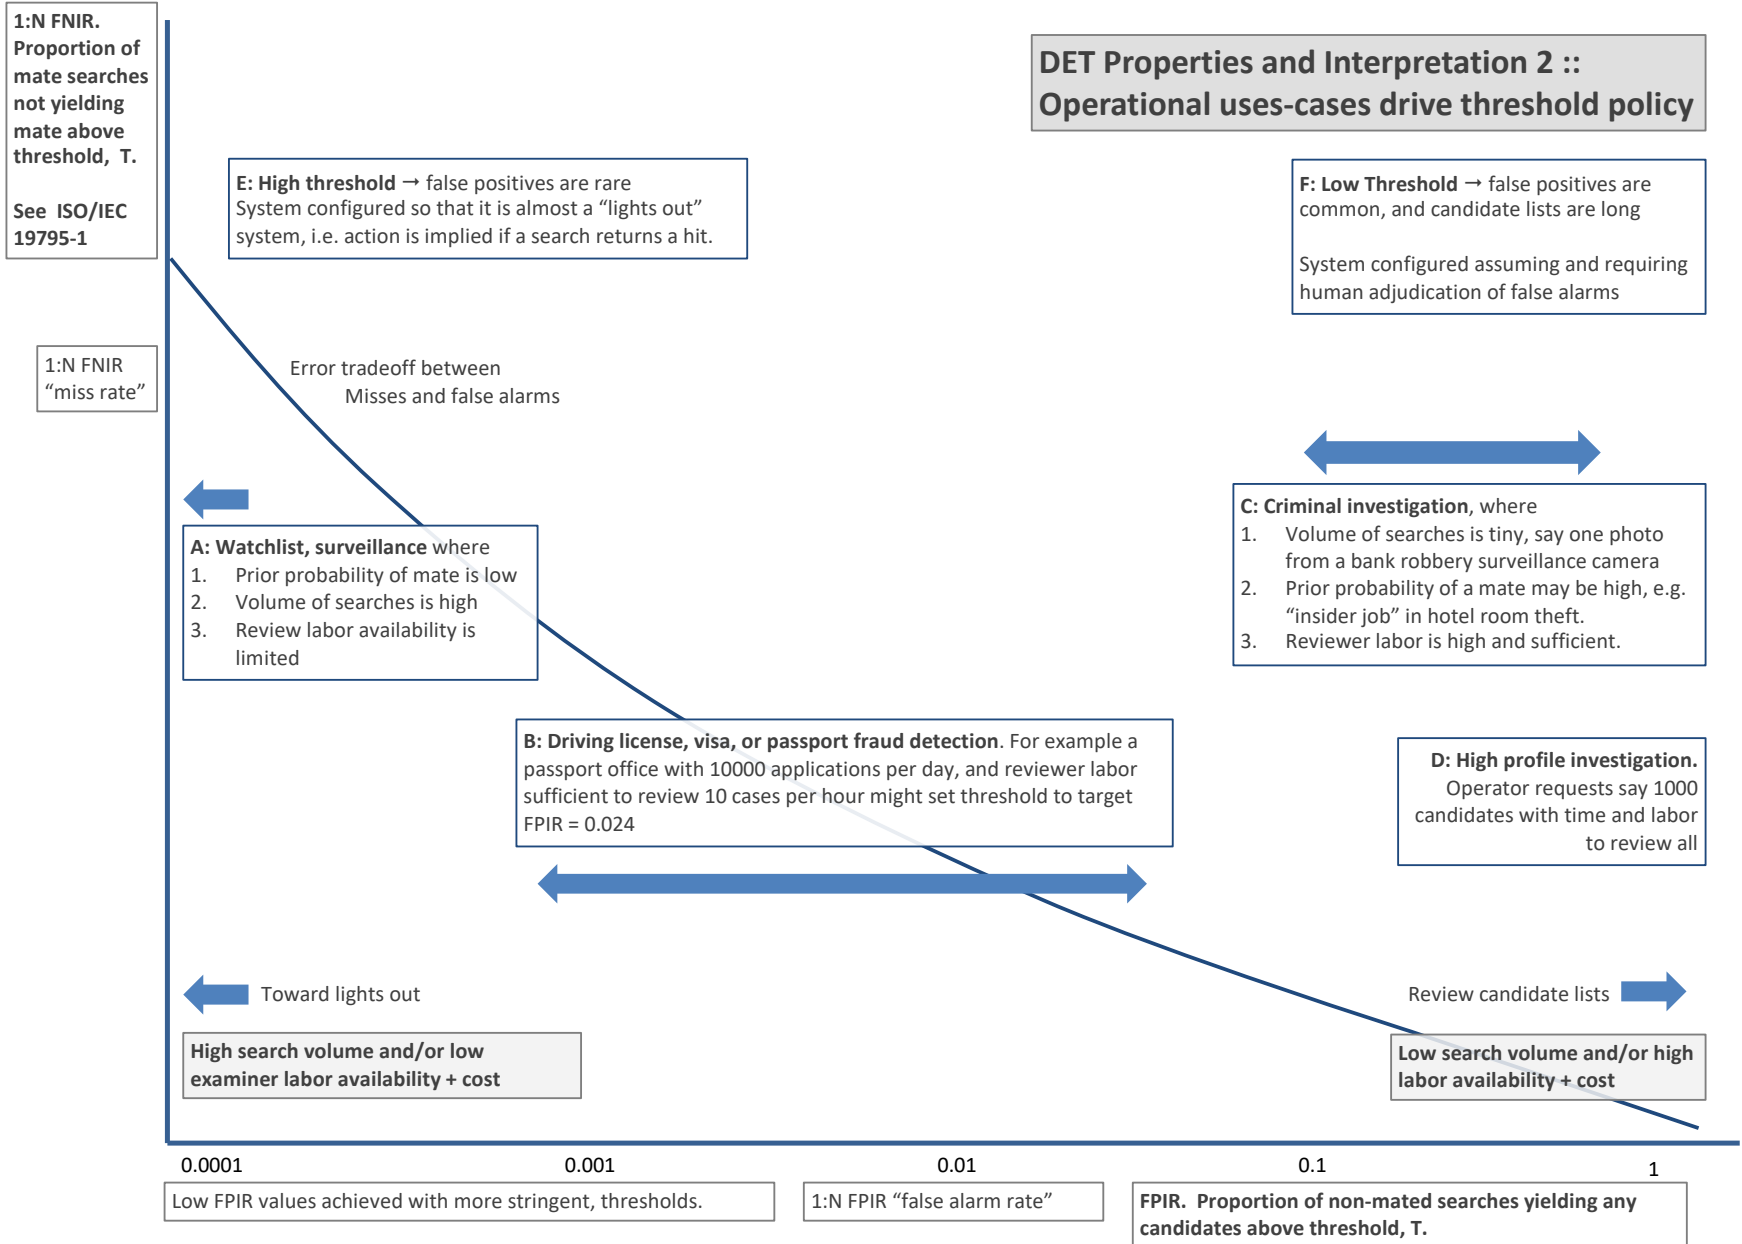 1:N FNIR.
Proportion of
mate searches
not yielding
mate above
threshold, T.
See ISO/IEC
19795-1
DET Properties and Interpretation 2 ::
Operational uses-cases drive threshold policy
E: High threshold → false positives are rare
System configured so that it is almost a “lights out”
system, i.e. action is implied if a search returns a hit.
F: Low Threshold → false positives are
common, and candidate lists are long
System configured assuming and requiring
human adjudication of false alarms
1:N FNIR
“miss rate”
Error tradeoff between
Misses and false alarms
A: Watchlist, surveillance where
1. Prior probability of mate is low
2. Volume of searches is high
3. Review labor availability is
limited
C: Criminal investigation, where
1. Volume of searches is tiny, say one photo
from a bank robbery surveillance camera
2. Prior probability of a mate may be high, e.g.
“insider job” in hotel room theft.
3. Reviewer labor is high and sufficient.
B: Driving license, visa, or passport fraud detection. For example a
passport office with 10000 applications per day, and reviewer labor
sufficient to review 10 cases per hour might set threshold to target
FPIR = 0.024
D: High profile investigation.
Operator requests say 1000
candidates with time and labor
to review all
Toward lights out
Review candidate lists
High search volume and/or low
examiner labor availability + cost
Low search volume and/or high
labor availability + cost
0.0001
0.001
0.01
0.1
1
Low FPIR values achieved with more stringent, thresholds.
1:N FPIR “false alarm rate”
FPIR. Proportion of non-mated searches yielding any
candidates above threshold, T.